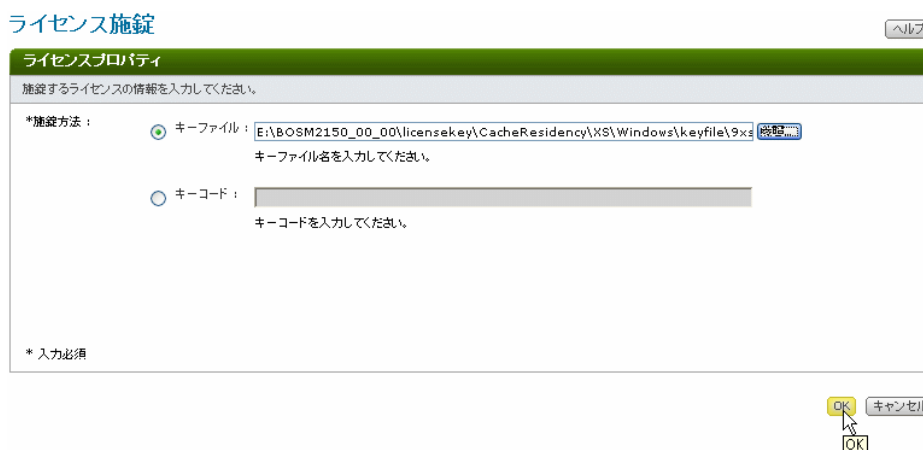 ライセンス施錠
ヘルプ
ライセンスプロパティ
施錠するライセンスの情報を入力してください。
*施錠方法：
キーファイル：
E:\BOSM2150_00_00\licensekey\CacheResidency\XS\Windows\keyfile\9xs
参照...
キーファイル名を入力してください。
キーコード：
キーコードを入力してください。
* 入力必須
OK
キャンセル
OK